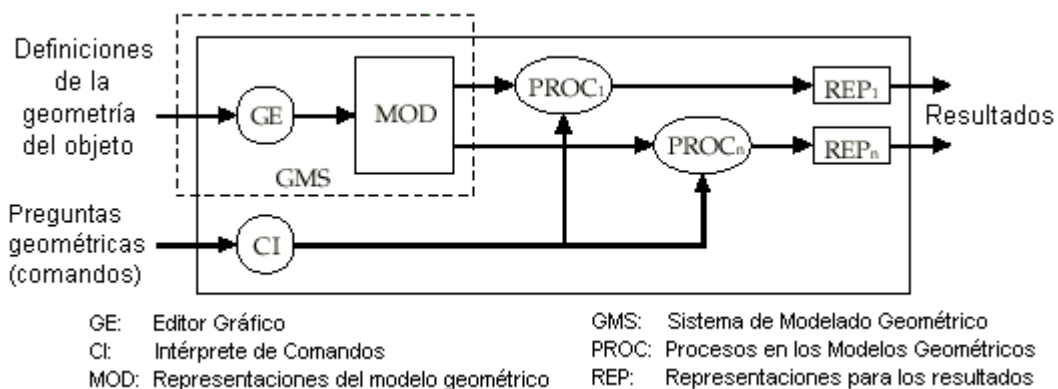 Definiciones
de la
geometría
del objeto
GE
MOD
GMS
PROC₁
PROCₙ
REP₁
REPₙ
Resultados
Preguntas
geométricas
(comandos)
CI
GE: Editor Gráfico
CI: Intérprete de Comandos
MOD: Representaciones del modelo geométrico
GMS: Sistema de Modelado Geométrico
PROC: Procesos en los Modelos Geométricos
REP: Representaciones para los resultados